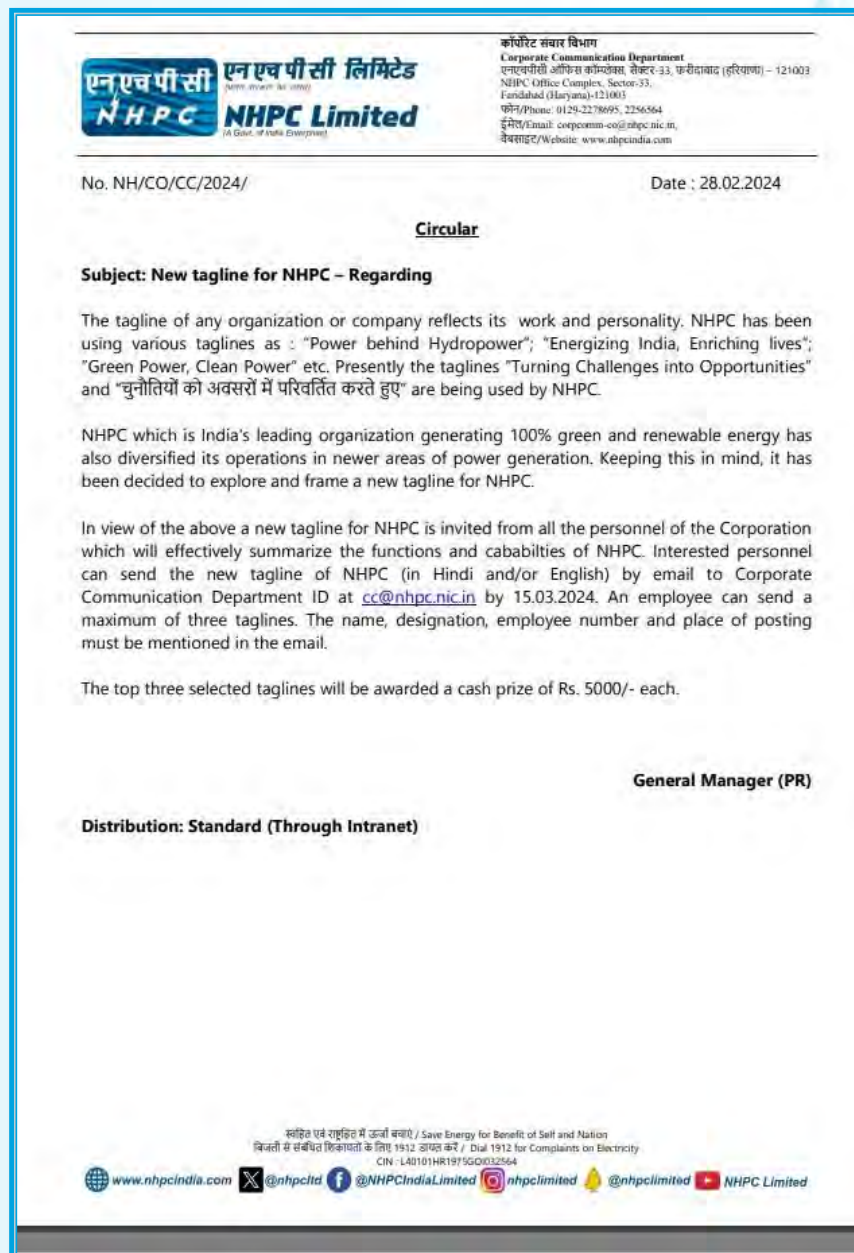 एन एच पी सी
NHPC
एन एच पी सी लिमिटेड
NHPC Limited
(A Govt. of India Enterprise)
कॉर्पोरेट संचार विभाग
Corporate Communication Department
एनएचपीसी ऑफिस कॉम्प्लेक्स, सेक्टर-33, फरीदाबाद (हरियाणा) – 121003
NHPC Office Complex, Sector-33,
Faridabad (Haryana)-121003
फोन/Phone: 0129-2278695, 2256564
ईमेल/Email: corpcomm-co@nhpc.nic.in,
वेबसाइट/Website: www.nhpcindia.com
No. NH/CO/CC/2024/
Date : 28.02.2024
Circular
Subject: New tagline for NHPC – Regarding
The tagline of any organization or company reflects its work and personality. NHPC has been
using various taglines as : “Power behind Hydropower”; “Energizing India, Enriching lives”;
“Green Power, Clean Power” etc. Presently the taglines “Turning Challenges into Opportunities”
and “चुनौतियों को अवसरों में परिवर्तित करते हुए” are being used by NHPC.
NHPC which is India's leading organization generating 100% green and renewable energy has
also diversified its operations in newer areas of power generation. Keeping this in mind, it has
been decided to explore and frame a new tagline for NHPC.
In view of the above a new tagline for NHPC is invited from all the personnel of the Corporation
which will effectively summarize the functions and cababilties of NHPC. Interested personnel
can send the new tagline of NHPC (in Hindi and/or English) by email to Corporate
Communication Department ID at cc@nhpc.nic.in by 15.03.2024. An employee can send a
maximum of three taglines. The name, designation, employee number and place of posting
must be mentioned in the email.
The top three selected taglines will be awarded a cash prize of Rs. 5000/- each.
General Manager (PR)
Distribution: Standard (Through Intranet)
स्वहित एवं राष्ट्रहित में ऊर्जा बचाएं / Save Energy for Benefit of Self and Nation
बिजली से संबंधित शिकायतों के लिए 1912 डायल करें / Dial 1912 for Complaints on Electricity
CIN : L40101HR1975GOI032564
www.nhpcindia.com @nhpcltd @NHPCIndiaLimited nhpclimited @nhpclimited NHPC Limited